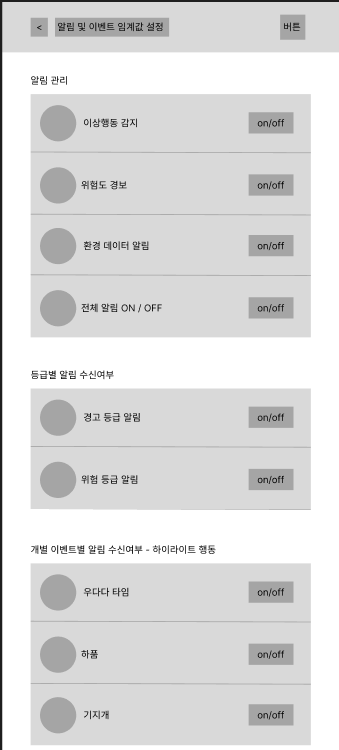 < 알림 및 이벤트 임계값 설정 버튼
알림 관리
이상행동 감지 on/off
위험도 경보 on/off
환경 데이터 알림 on/off
전체 알림 ON / OFF on/off
등급별 알림 수신여부
경고 등급 알림 on/off
위험 등급 알림 on/off
개별 이벤트별 알림 수신여부 - 하이라이트 행동
우다다 타임 on/off
하품 on/off
기지개 on/off